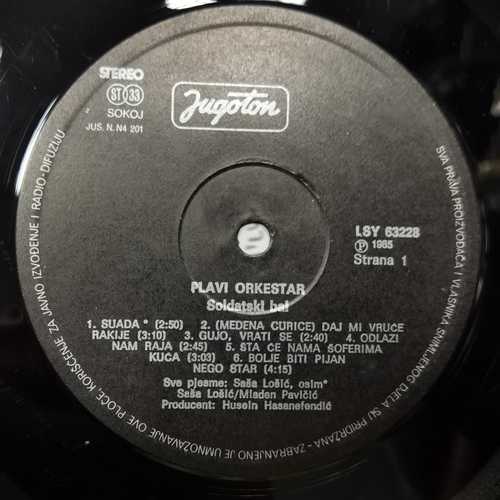 STEREO
ST 33
SOKOJ
JUS. N. N4 201
Jugoton
LSY 63228
Ⓟ 1985
Strana 1
PLAVI ORKESTAR
Soldatski bal
1. SUADA* (2:50) 2. (MEDENA CURICE) DAJ MI VRUĆE
RAKIJE (3:10) 3. GUJO, VRATI SE (2:40) 4. ODLAZI
NAM RAJA (2:45) 5. ŠTA ĆE NAMA ŠOFERIMA
KUĆA (3:03) 6. BOLJE BITI PIJAN
NEGO STAR (4:15)
Sve pjesme: Saša Lošić, osim*
Saša Lošić/Mladen Pavičić
Producent: Husein Hasanefendić
SVA PRAVA PROIZVOĐAČA I VLASNIKA SNIMLJENOG DJELA SU PRIDRŽANA - ZABRANJENO JE UMNOŽAVANJE OVE PLOČE, KORIŠĆENJE ZA JAVNO IZVOĐENJE I RADIO-DIFUZIJU